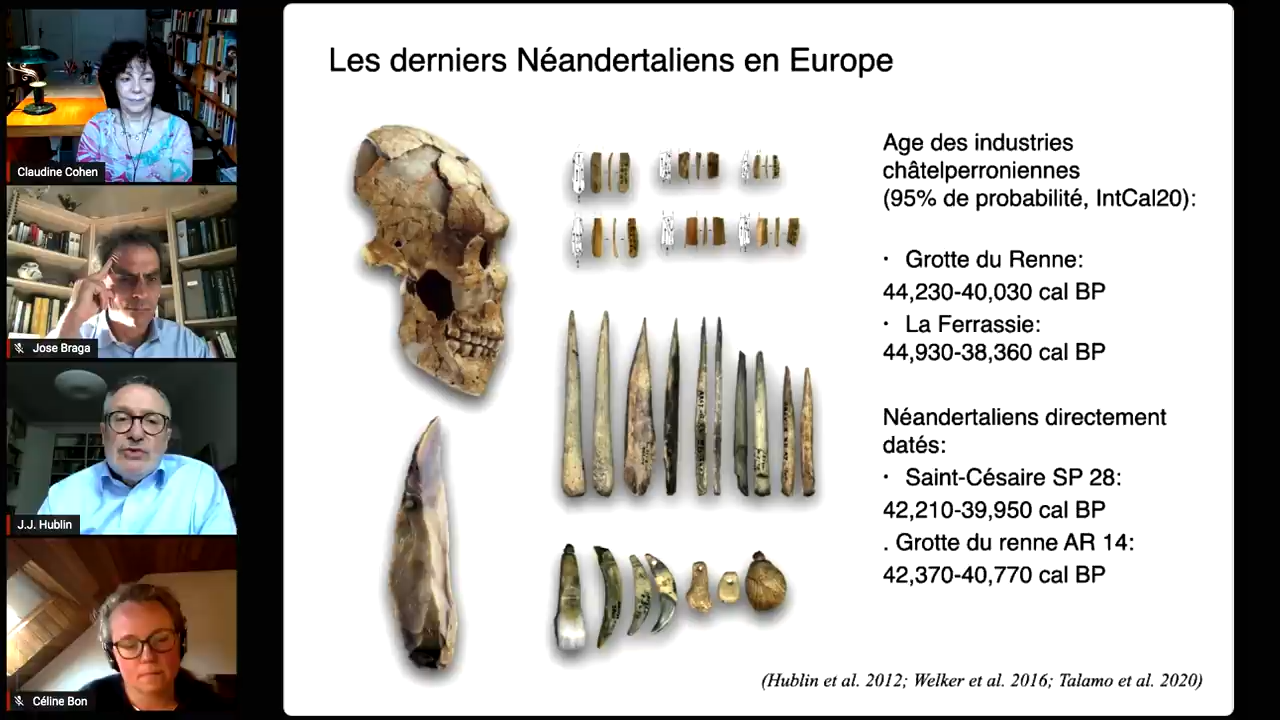 Claudine Cohen
Jose Braga
J.J. Hublin
Céline Bon
Les derniers Néandertaliens en Europe
Age des industries
châtelperroniennes
(95% de probabilité, IntCal20):
· Grotte du Renne:
44,230-40,030 cal BP
· La Ferrassie:
44,930-38,360 cal BP
Néandertaliens directement
datés:
· Saint-Césaire SP 28:
42,210-39,950 cal BP
. Grotte du renne AR 14:
42,370-40,770 cal BP
(Hublin et al. 2012; Welker et al. 2016; Talamo et al. 2020)